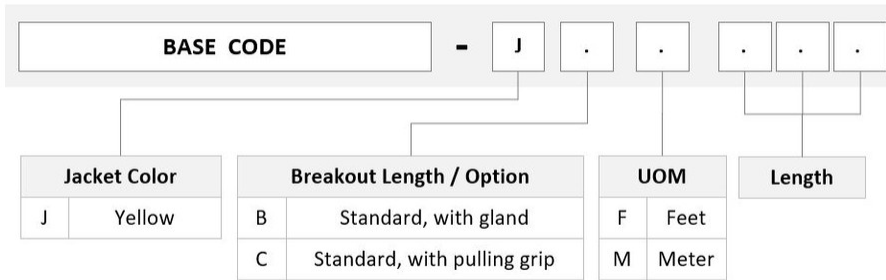 BASE CODE - J . . . . .
Jacket Color
J Yellow
Breakout Length / Option
B Standard, with gland
C Standard, with pulling grip
UOM
F Feet
M Meter
Length